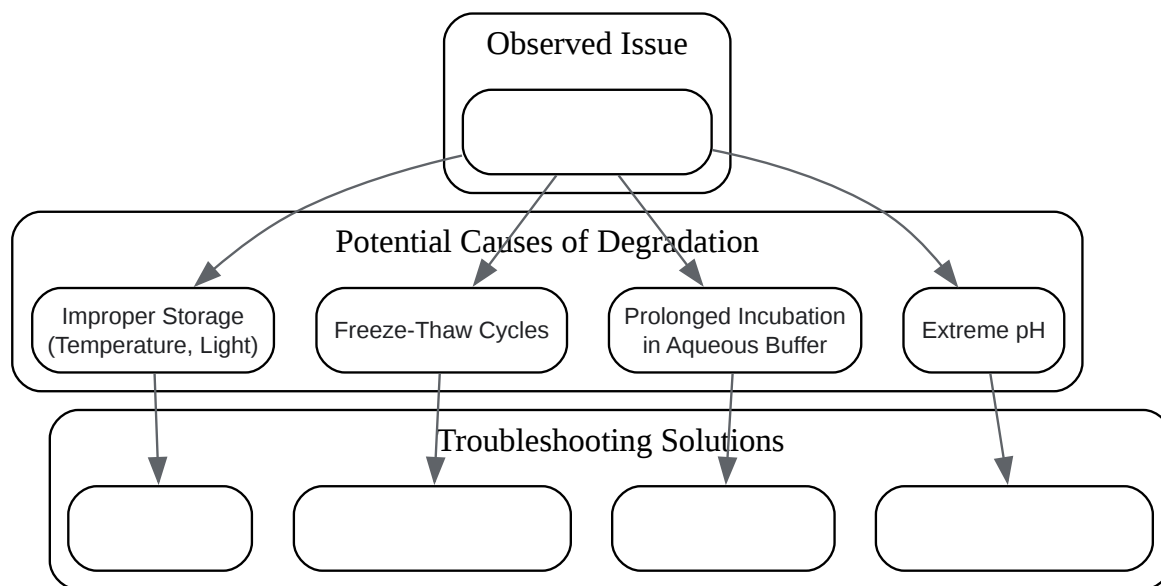 Observed Issue
Potential Causes of Degradation
Improper Storage
(Temperature, Light)
Freeze-Thaw Cycles
Prolonged Incubation
in Aqueous Buffer
Extreme pH
Troubleshooting Solutions